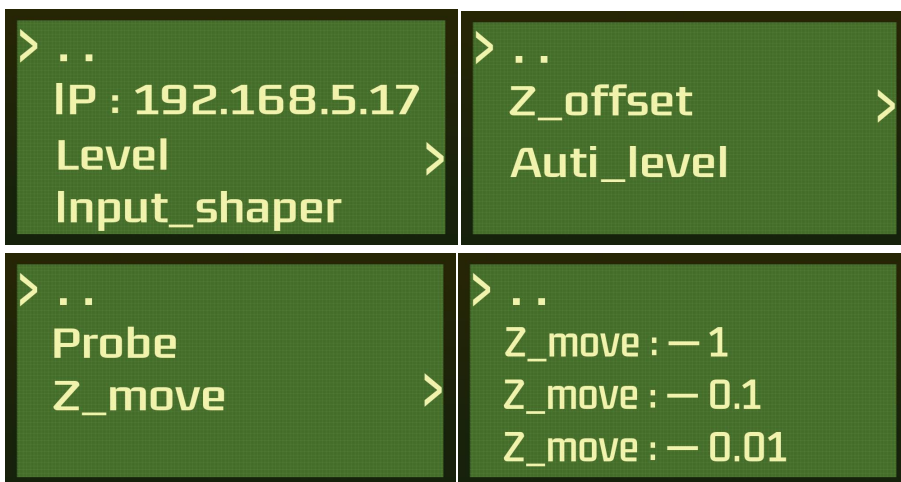 > ..
IP : 192.168.5.17
Level >
Input_shaper
> ..
Z_offset >
Auti_level
> ..
Probe
Z_move >
> ..
Z_move : — 1
Z_move : — 0.1
Z_move : — 0.01